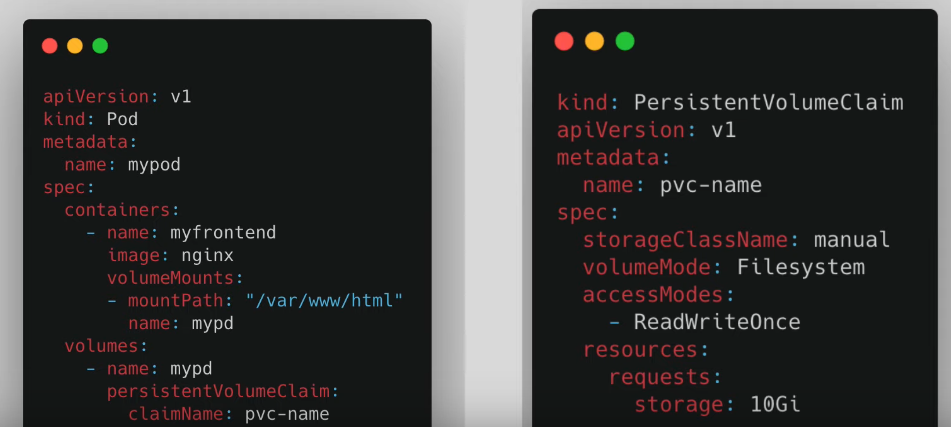 apiVersion: v1
kind: Pod
metadata:
  name: mypod
spec:
  containers:
    - name: myfrontend
      image: nginx
      volumeMounts:
      - mountPath: "/var/www/html"
        name: mypd
  volumes:
    - name: mypd
      persistentVolumeClaim:
        claimName: pvc-name
kind: PersistentVolumeClaim
apiVersion: v1
metadata:
  name: pvc-name
spec:
  storageClassName: manual
  volumeMode: Filesystem
  accessModes:
    - ReadWriteOnce
  resources:
    requests:
      storage: 10Gi